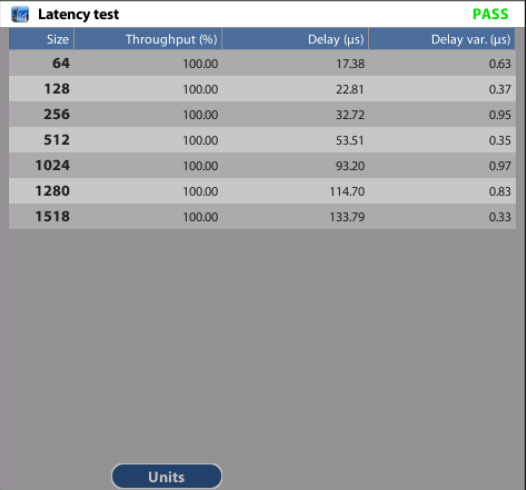 Latency test PASS
Size Throughput (%) Delay (µs) Delay var. (µs)
64 100.00 17.38 0.63
128 100.00 22.81 0.37
256 100.00 32.72 0.95
512 100.00 53.51 0.35
1024 100.00 93.20 0.97
1280 100.00 114.70 0.83
1518 100.00 133.79 0.33
Units